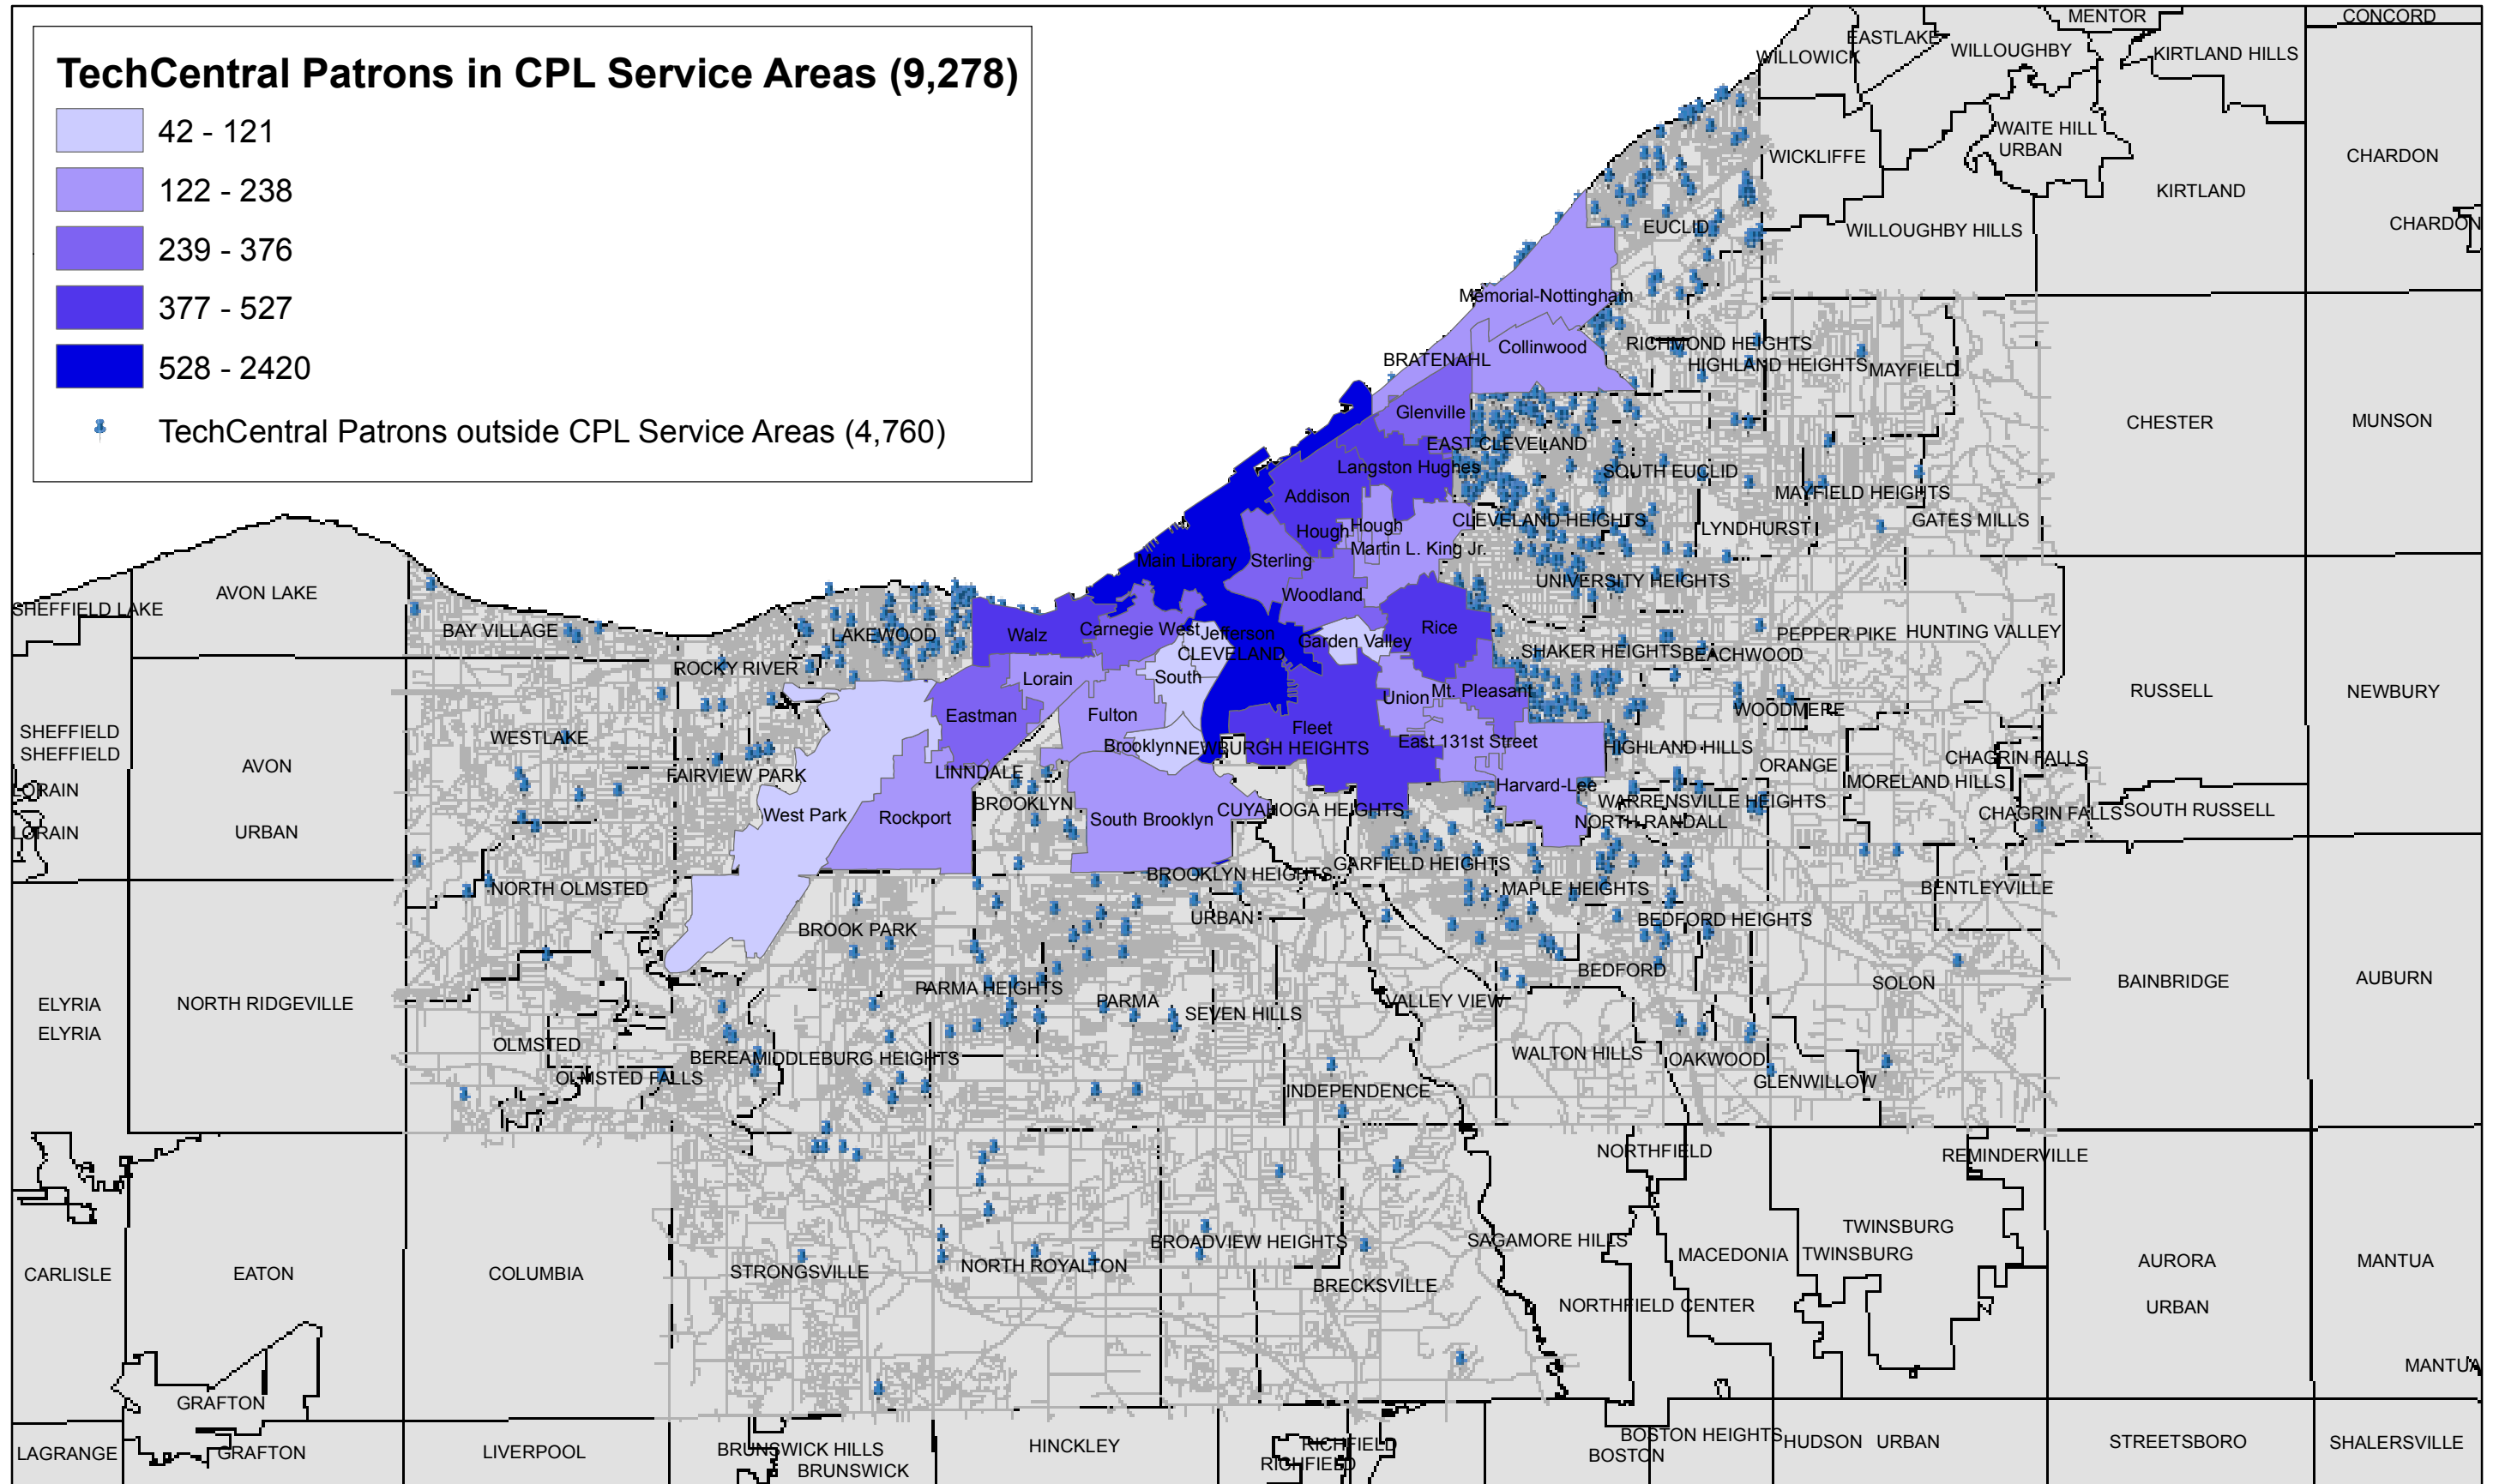 TechCentral Patrons in CPL Service Areas (9,278)
42 - 121
122 - 238
239 - 376
377 - 527
528 - 2420
TechCentral Patrons outside CPL Service Areas (4,760)
MENTOR
CONCORD
EASTLAKE
WILLOUGHBY
KIRTLAND HILLS
WILLOWICK
WAITE HILL
URBAN
WICKLIFFE
CHARDON
KIRTLAND
CHARDON
EUCLID
WILLOUGHBY HILLS
Memorial-Nottingham
Collinwood
RICHMOND HEIGHTS
BRATENAHL
HIGHLAND HEIGHTS
MAYFIELD
Glenville
CHESTER
MUNSON
EAST CLEVELAND
Langston Hughes
SOUTH EUCLID
Addison
MAYFIELD HEIGHTS
CLEVELAND HEIGHTS
GATES MILLS
Hough
Hough
LYNDHURST
Martin L. King Jr.
Main Library
Sterling
UNIVERSITY HEIGHTS
AVON LAKE
Woodland
SHEFFIELD LAKE
BAY VILLAGE
LAKEWOOD
Walz
Carnegie West
Jefferson
Rice
PEPPER PIKE
HUNTING VALLEY
Garden Valley
CLEVELAND
SHAKER HEIGHTS
BEACHWOOD
ROCKY RIVER
Lorain
South
Union
Mt. Pleasant
RUSSELL
NEWBURY
WOODMERE
Eastman
Fulton
Fleet
SHEFFIELD
SHEFFIELD
WESTLAKE
Brooklyn
NEWBURGH HEIGHTS
East 131st Street
HIGHLAND HILLS
CHAGRIN FALLS
AVON
FAIRVIEW PARK
LINNDALE
ORANGE
MORELAND HILLS
LORAIN
Harvard-Lee
BROOKLYN
WARRENSVILLE HEIGHTS
CUYAHOGA HEIGHTS
CHAGRIN FALLS
SOUTH RUSSELL
West Park
Rockport
South Brooklyn
NORTH RANDALL
LORAIN
URBAN
GARFIELD HEIGHTS
BROOKLYN HEIGHTS
NORTH OLMSTED
MAPLE HEIGHTS
BENTLEYVILLE
URBAN
BEDFORD HEIGHTS
BROOK PARK
BEDFORD
SOLON
BAINBRIDGE
AUBURN
PARMA HEIGHTS
PARMA
VALLEY VIEW
ELYRIA
NORTH RIDGEVILLE
SEVEN HILLS
ELYRIA
OLMSTED
WALTON HILLS
BEREA
MIDDLEBURG HEIGHTS
OAKWOOD
OLMSTED FALLS
GLENWILLOW
INDEPENDENCE
NORTHFIELD
REMINDERVILLE
TWINSBURG
BROADVIEW HEIGHTS
SAGAMORE HILLS
MACEDONIA
TWINSBURG
CARLISLE
EATON
COLUMBIA
STRONGSVILLE
NORTH ROYALTON
BRECKSVILLE
AURORA
MANTUA
NORTHFIELD CENTER
URBAN
MANTUA
GRAFTON
LAGRANGE
GRAFTON
LIVERPOOL
BRUNSWICK HILLS
BRUNSWICK
HINCKLEY
RICHFIELD
RICHFIELD
BOSTON HEIGHTS
BOSTON
HUDSON
URBAN
STREETSBORO
SHALERSVILLE